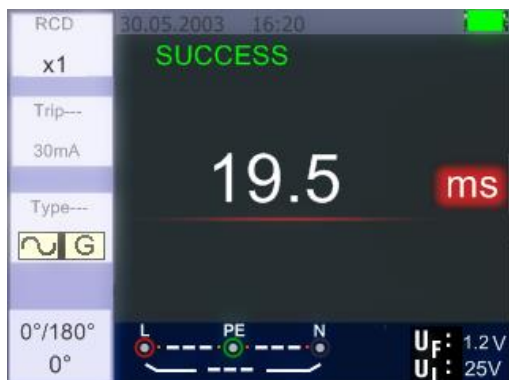 RCD
30.05.2003 16:20
x1
SUCCESS
Trip---
30mA
19.5
ms
Type---
G
0°/180°
0°
L PE N
UF: 1.2V
UL: 25V